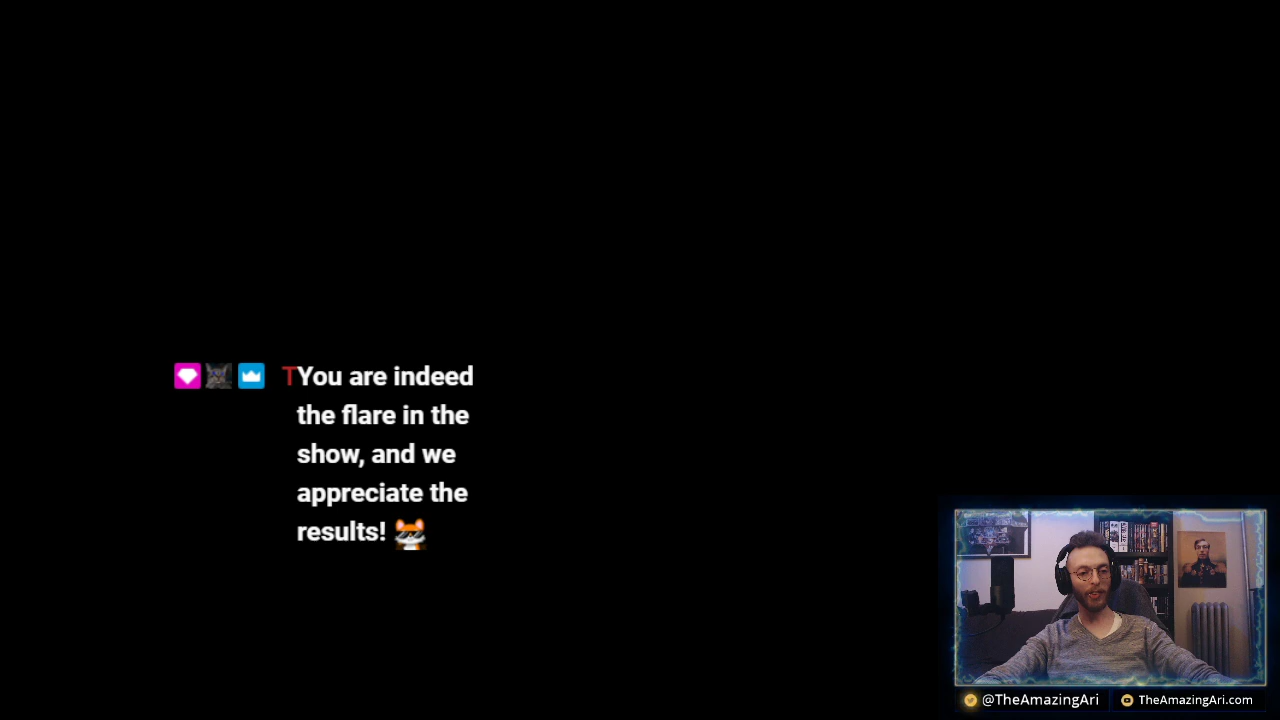 TYou are indeed
the flare in the
show, and we
appreciate the
results!
@TheAmazingAri
TheAmazingAri.com